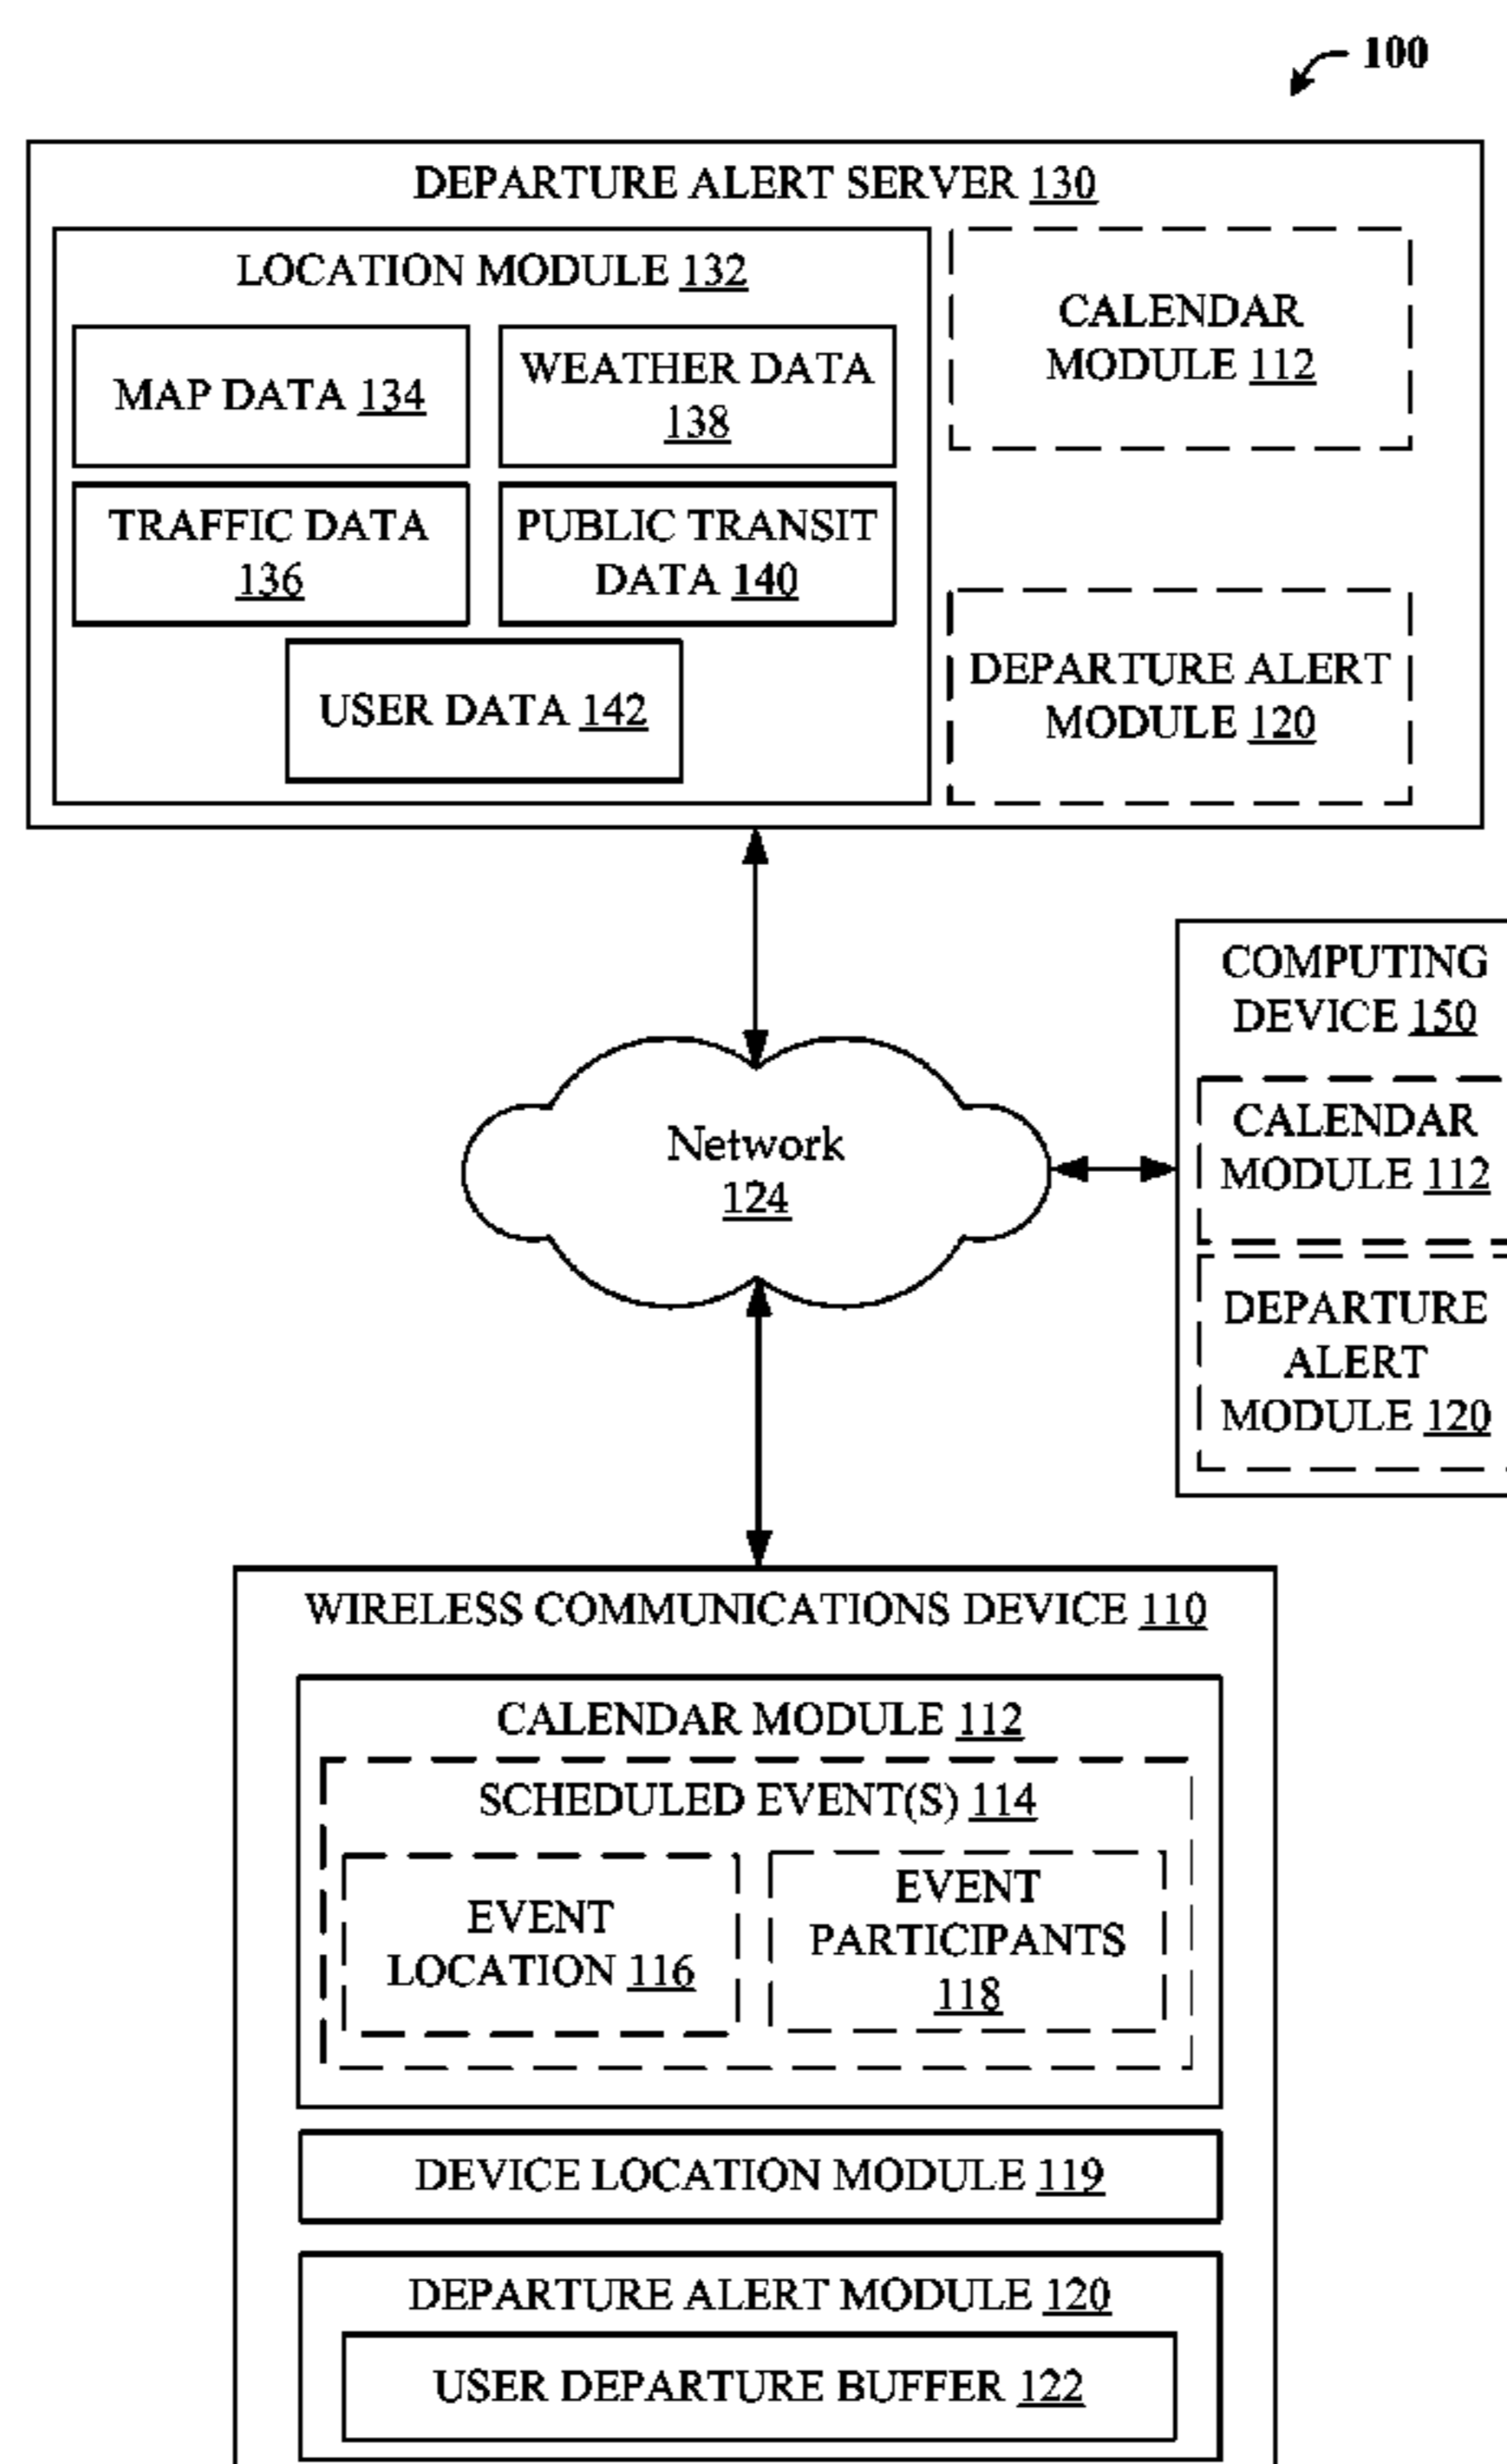 100
DEPARTURE ALERT SERVER 130
LOCATION MODULE 132
MAP DATA 134
WEATHER DATA
138
TRAFFIC DATA
136
PUBLIC TRANSIT
DATA 140
USER DATA 142
CALENDAR
MODULE 112
DEPARTURE ALERT
MODULE 120
COMPUTING
DEVICE 150
CALENDAR
MODULE 112
DEPARTURE
ALERT
MODULE 120
Network
124
WIRELESS COMMUNICATIONS DEVICE 110
CALENDAR MODULE 112
SCHEDULED EVENT(S) 114
EVENT
LOCATION 116
EVENT
PARTICIPANTS
118
DEVICE LOCATION MODULE 119
DEPARTURE ALERT MODULE 120
USER DEPARTURE BUFFER 122